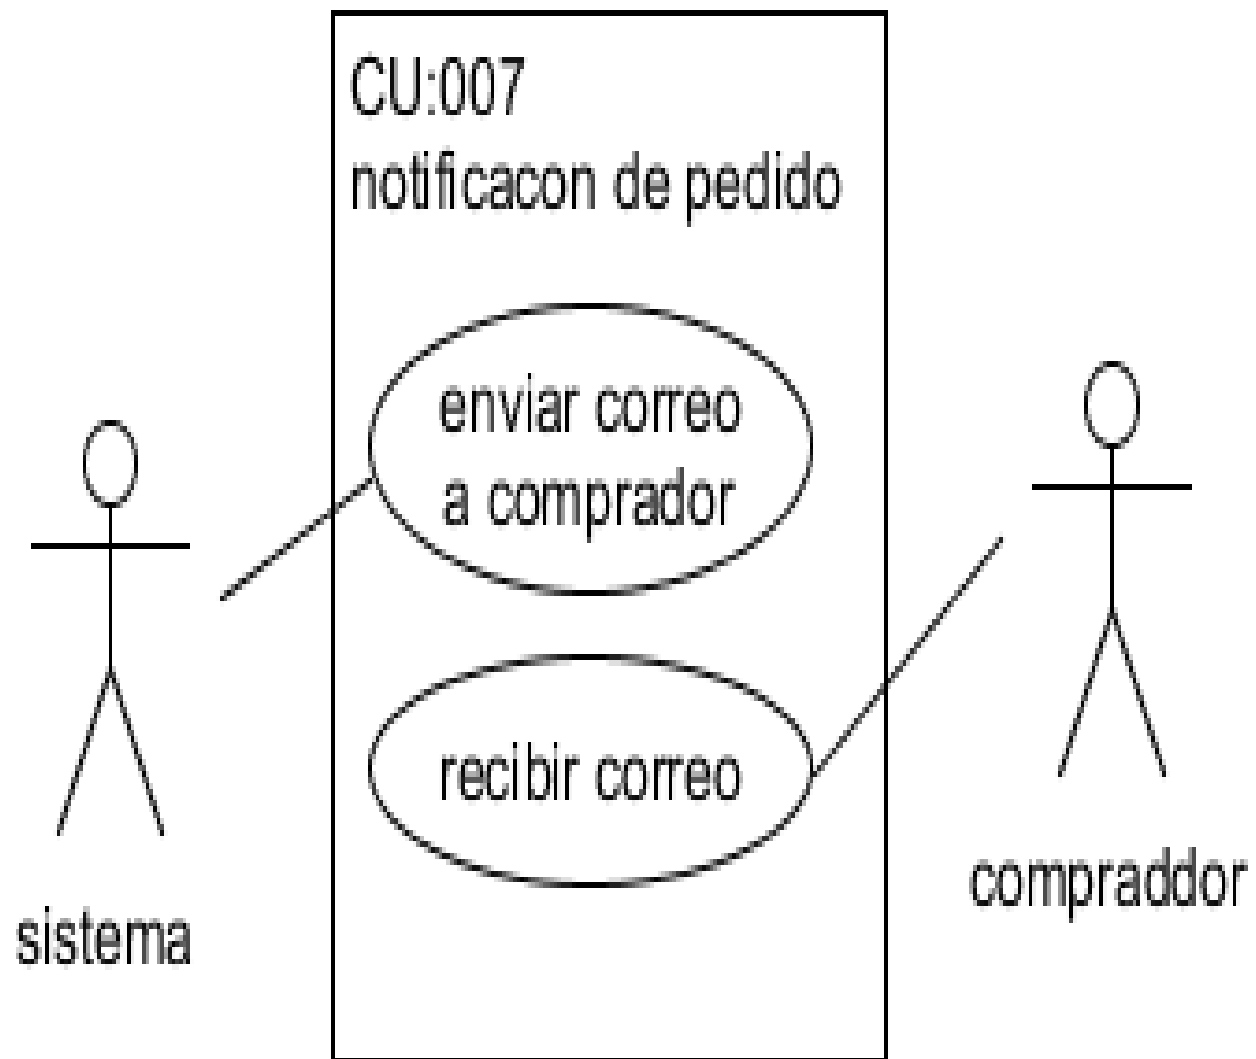 CU:007
notificacon de pedido
enviar correo
a comprador
recibir correo
sistema
compraddor